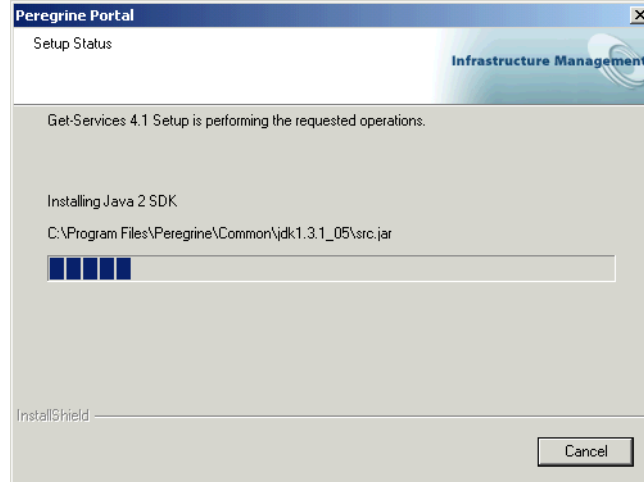 Peregrine Portal
Setup Status
Infrastructure Management
Get-Services 4.1 Setup is performing the requested operations.
Installing Java 2 SDK
C:\Program Files\Peregrine\Common\jdk1.3.1_05\src.jar
InstallShield
Cancel